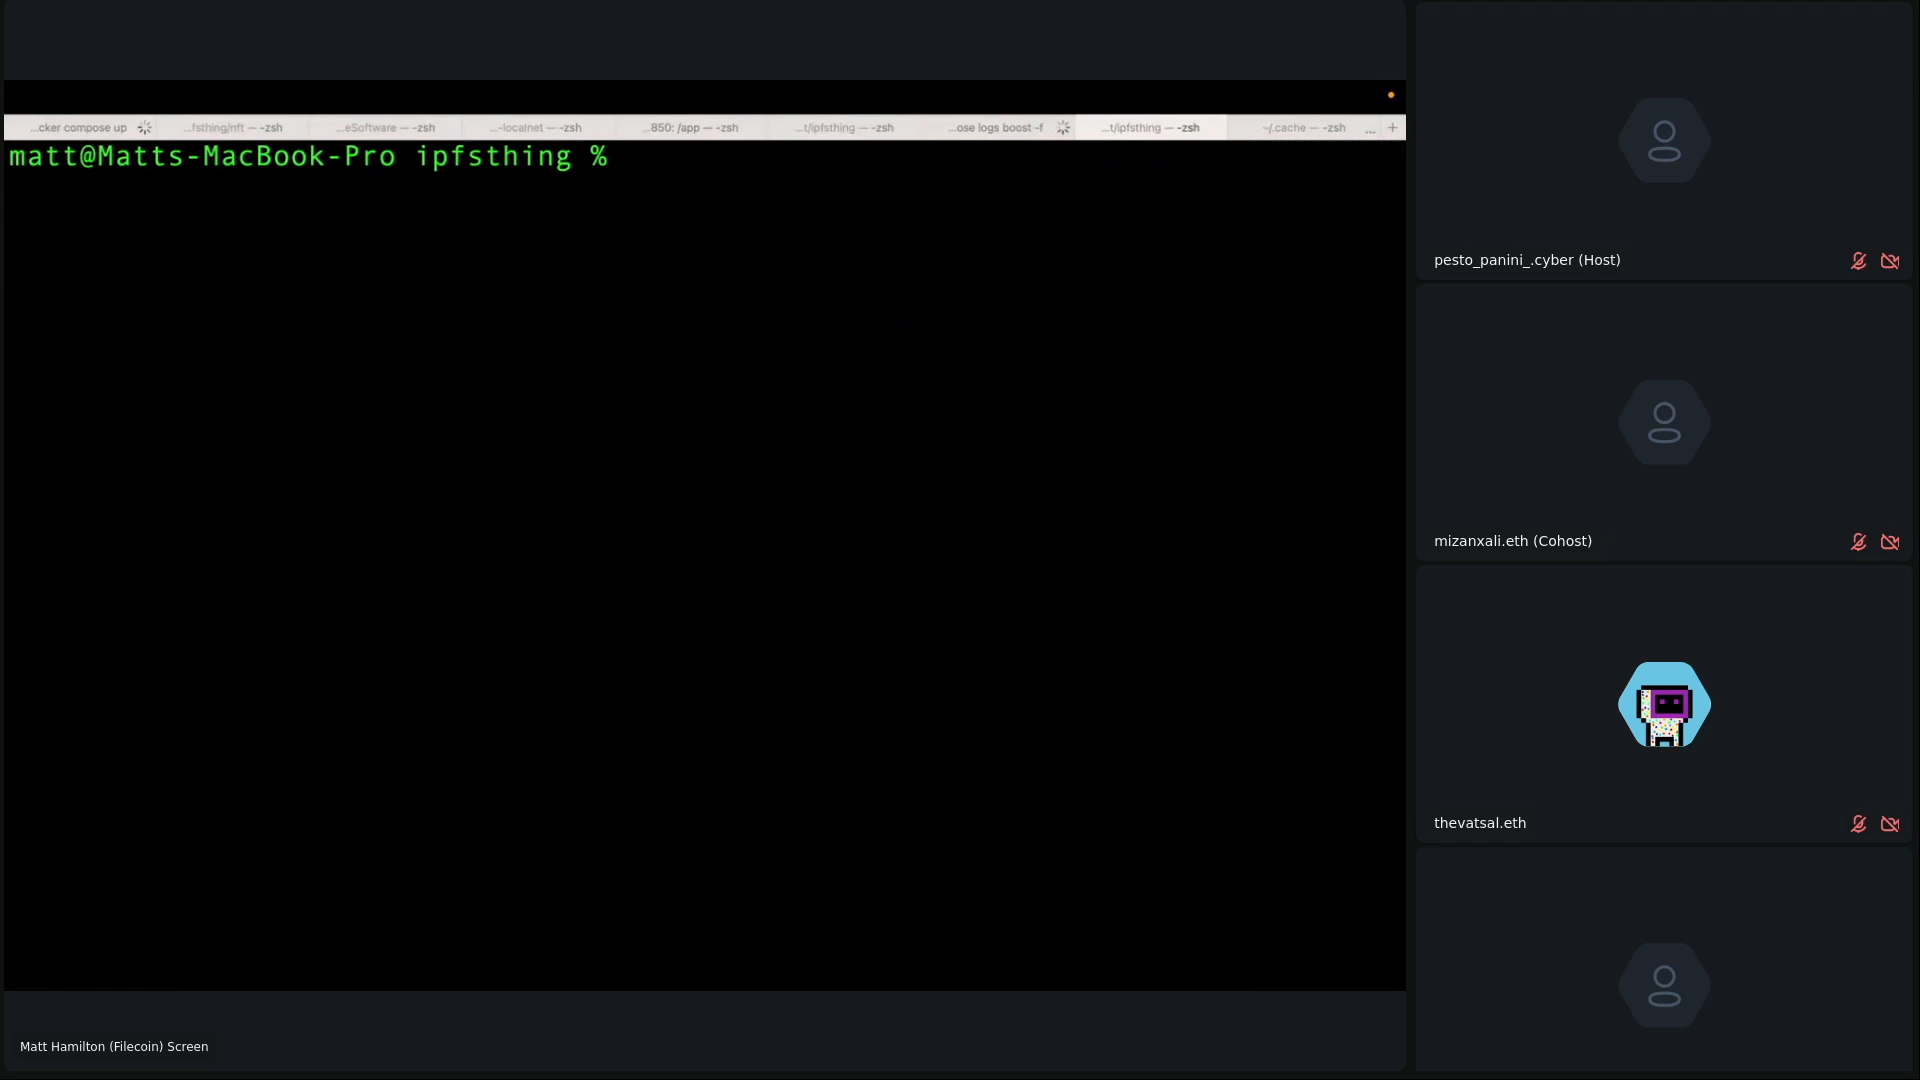 ...cker compose up
...fsthing/nft — -zsh
...eSoftware — -zsh
...-localnet — -zsh
...850: /app — -zsh
...t/ipfsthing — -zsh
...ose logs boost -f
...t/ipfsthing — -zsh
~/.cache — -zsh
... +
matt@Matts-MacBook-Pro ipfsthing %
pesto_panini_.cyber (Host)
mizanxali.eth (Cohost)
thevatsal.eth
Matt Hamilton (Filecoin) Screen